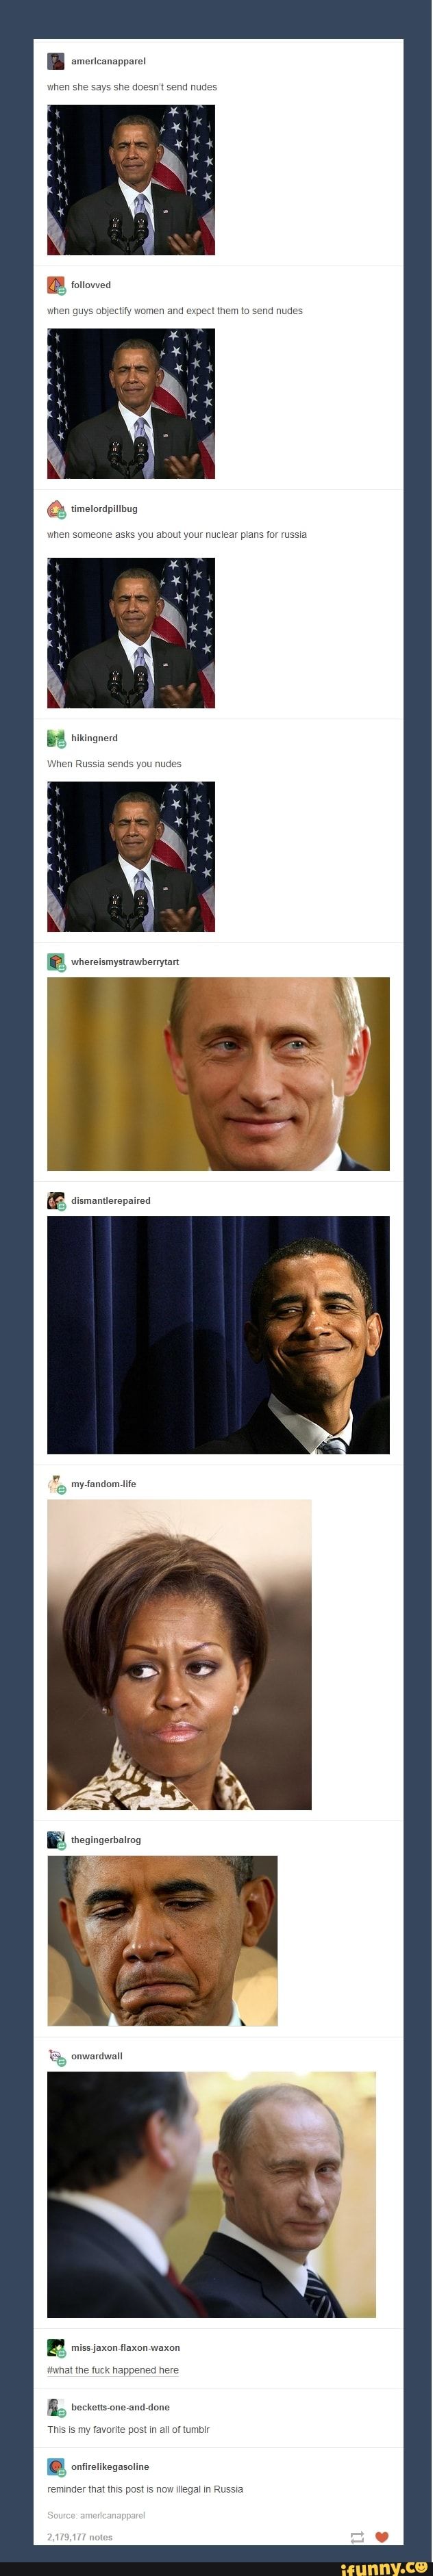 amerlcanapparel
when she says she doesn't send nudes
follovved
when guys objectify women and expect them to send nudes
timelordpillbug
when someone asks you about your nuclear plans for russia
hikingnerd
When Russia sends you nudes
whereismystrawberrytart
dismantlerepaired
my-fandom-life
thegingerbalrog
onwardwall
miss-jaxon-flaxon-waxon
#what the fuck happened here
becketts-one-and-done
This is my favorite post in all of tumblr
onfirelikegasoline
reminder that this post is now illegal in Russia
Source: amerlcanapparel
2,179,177 notes
ifunny.co